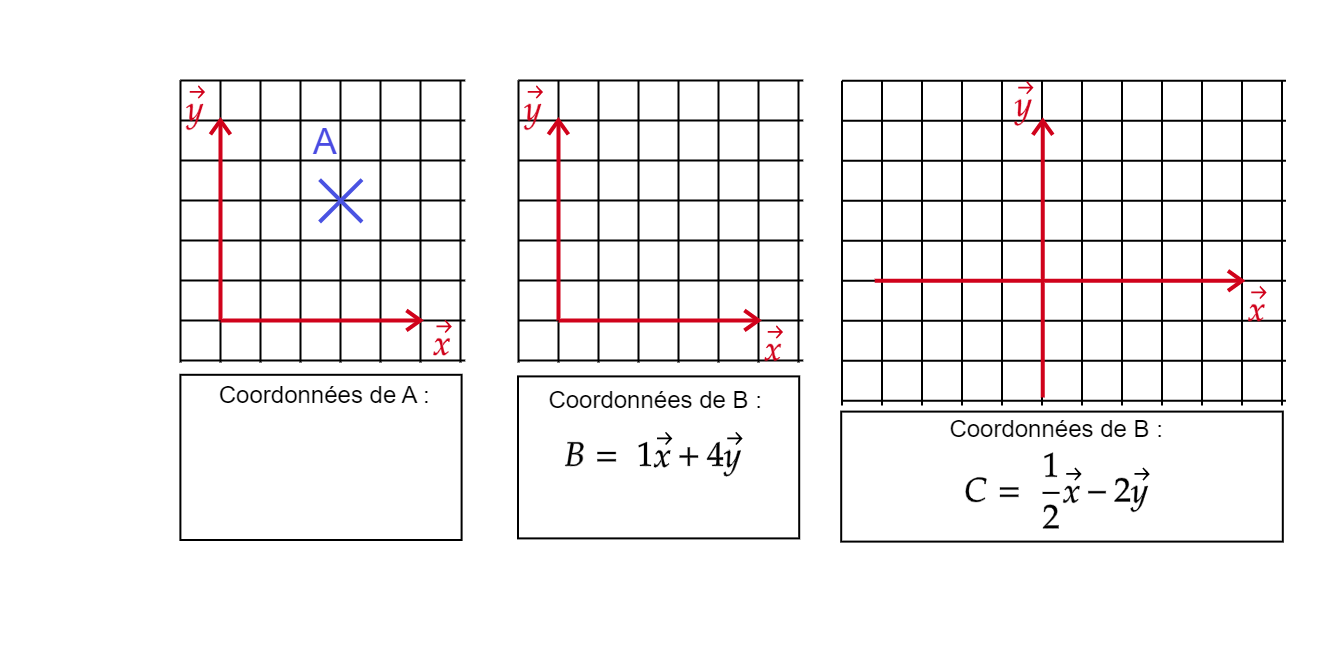 y⃗
A
x⃗
Coordonnées de A :
y⃗
x⃗
Coordonnées de B :
B = 1x⃗ + 4y⃗
y⃗
x⃗
Coordonnées de B :
C = 1/2 x⃗ − 2y⃗